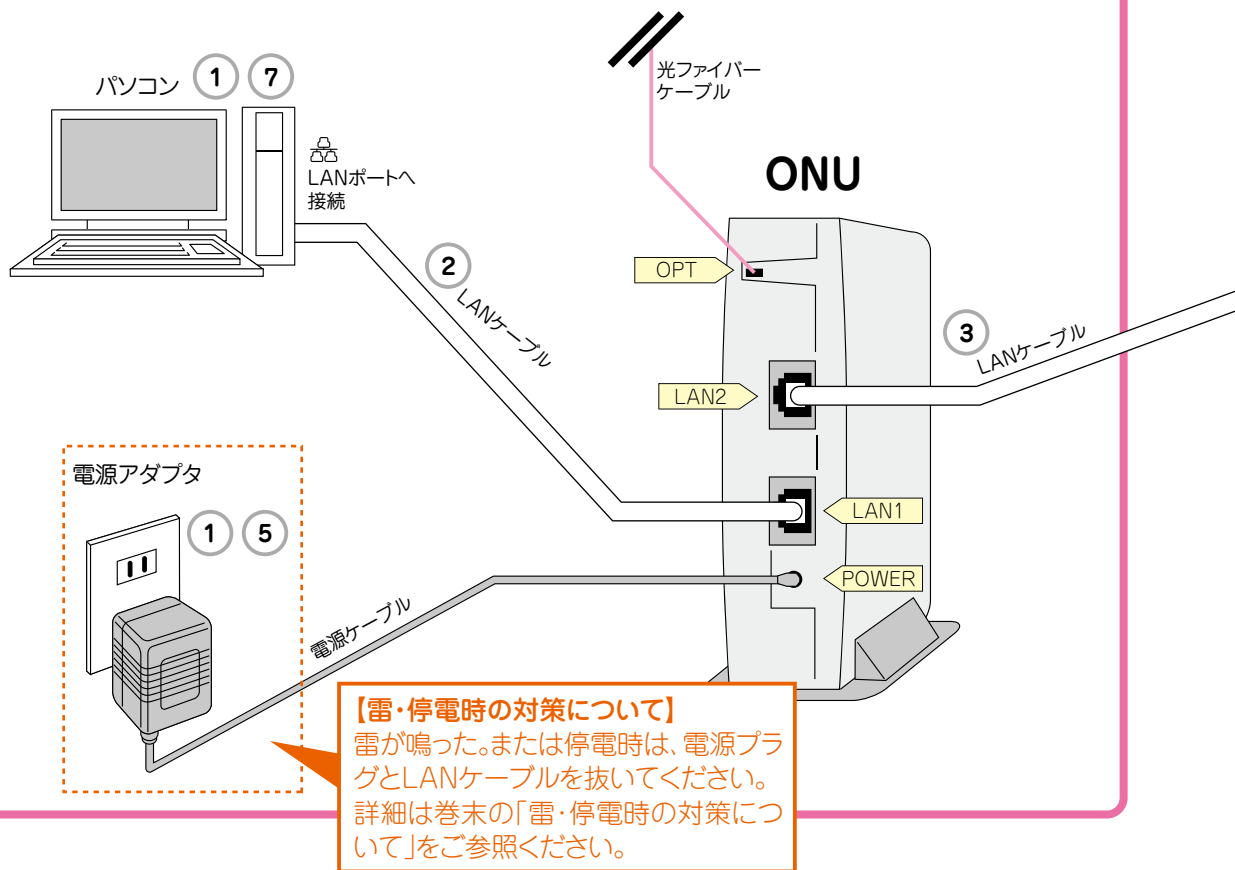 パソコン
1
7
LANポートへ
接続
光ファイバー
ケーブル
ONU
OPT
2
LANケーブル
3
LANケーブル
LAN2
LAN1
POWER
電源アダプタ
1
5
電源ケーブル
【雷・停電時の対策について】
雷が鳴った。または停電時は、電源プラ
グとLANケーブルを抜いてください。
詳細は巻末の「雷・停電時の対策につ
いて」をご参照ください。